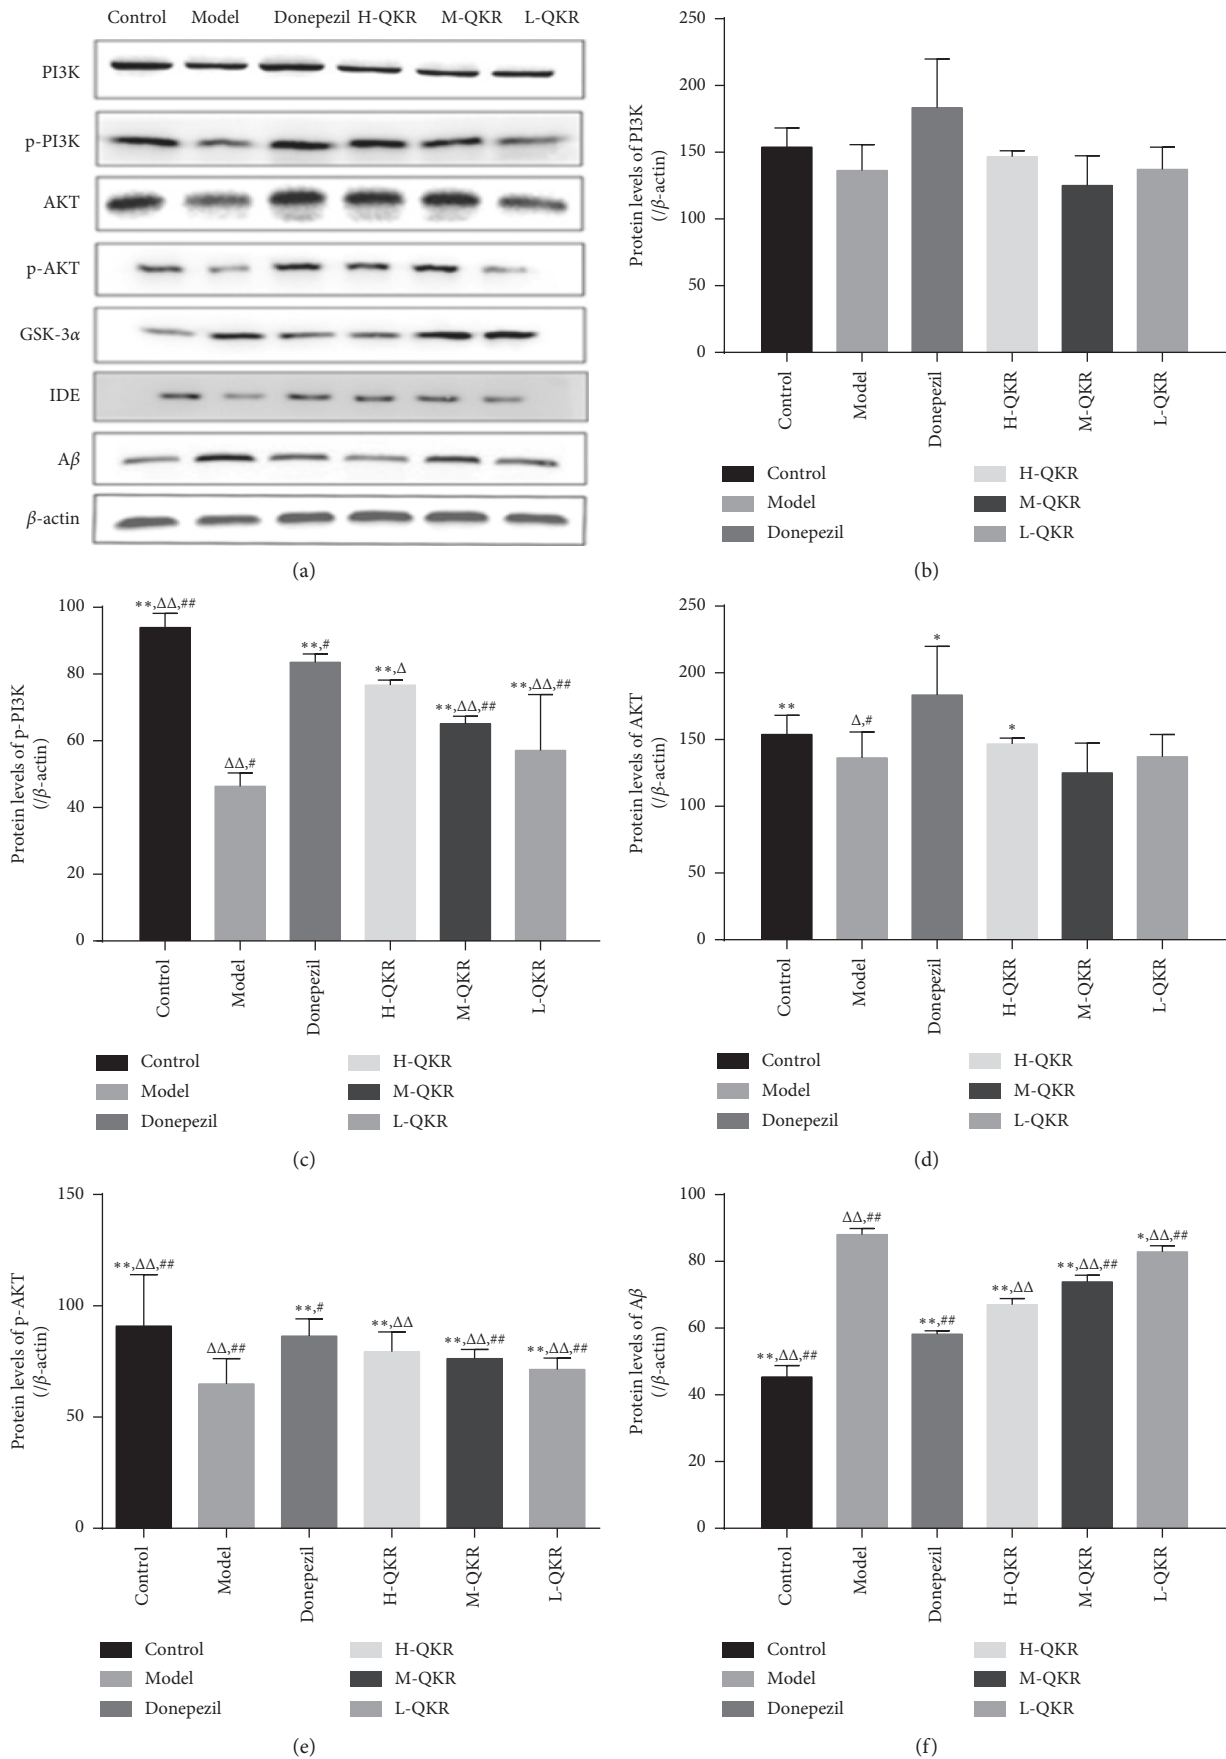 Control Model Donepezil H-QKR M-QKR L-QKR
PI3K
p-PI3K
AKT
p-AKT
GSK-3α
IDE
Aβ
β-actin
(a)
Protein levels of PI3K
(/β-actin)
250
200
150
100
50
0
Control
Model
Donepezil
H-QKR
M-QKR
L-QKR
Control
Model
Donepezil
H-QKR
M-QKR
L-QKR
(b)
Protein levels of p-PI3K
(/β-actin)
100
80
60
40
20
0
**,ΔΔ,##
ΔΔ,#
**,#
**,Δ
**,ΔΔ,##
**,ΔΔ,##
Control
Model
Donepezil
H-QKR
M-QKR
L-QKR
Control
Model
Donepezil
H-QKR
M-QKR
L-QKR
(c)
Protein levels of AKT
(/β-actin)
250
200
150
100
50
0
**
Δ,#
*
*
Control
Model
Donepezil
H-QKR
M-QKR
L-QKR
Control
Model
Donepezil
H-QKR
M-QKR
L-QKR
(d)
Protein levels of p-AKT
(/β-actin)
150
100
50
0
**,ΔΔ,##
ΔΔ,##
**,#
**,ΔΔ
**,ΔΔ,##
**,ΔΔ,##
Control
Model
Donepezil
H-QKR
M-QKR
L-QKR
Control
Model
Donepezil
H-QKR
M-QKR
L-QKR
(e)
Protein levels of Aβ
(/β-actin)
100
80
60
40
20
0
**,ΔΔ,##
ΔΔ,##
**,##
**,ΔΔ
**,ΔΔ,##
*,ΔΔ,##
Control
Model
Donepezil
H-QKR
M-QKR
L-QKR
Control
Model
Donepezil
H-QKR
M-QKR
L-QKR
(f)